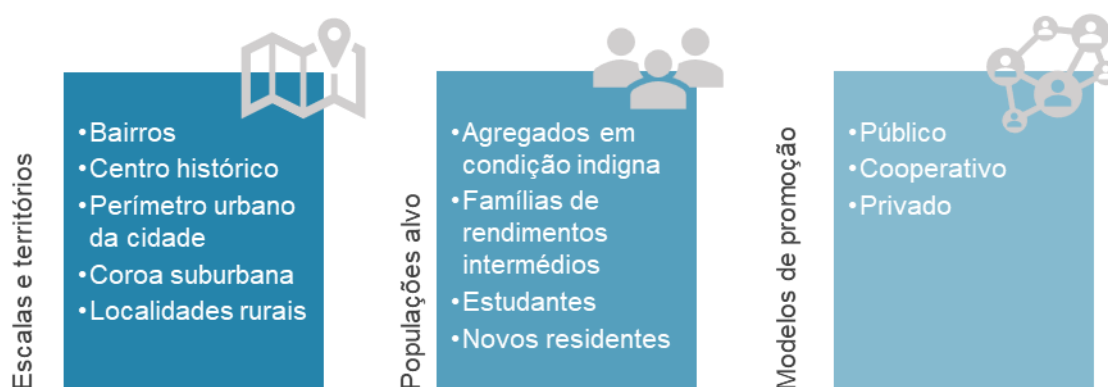 Escalas e territórios
•Bairros
•Centro histórico
•Perímetro urbano
da cidade
•Coroa suburbana
•Localidades rurais
Populações alvo
•Agregados em
condição indigna
•Famílias de
rendimentos
intermédios
•Estudantes
•Novos residentes
Modelos de promoção
•Público
•Cooperativo
•Privado